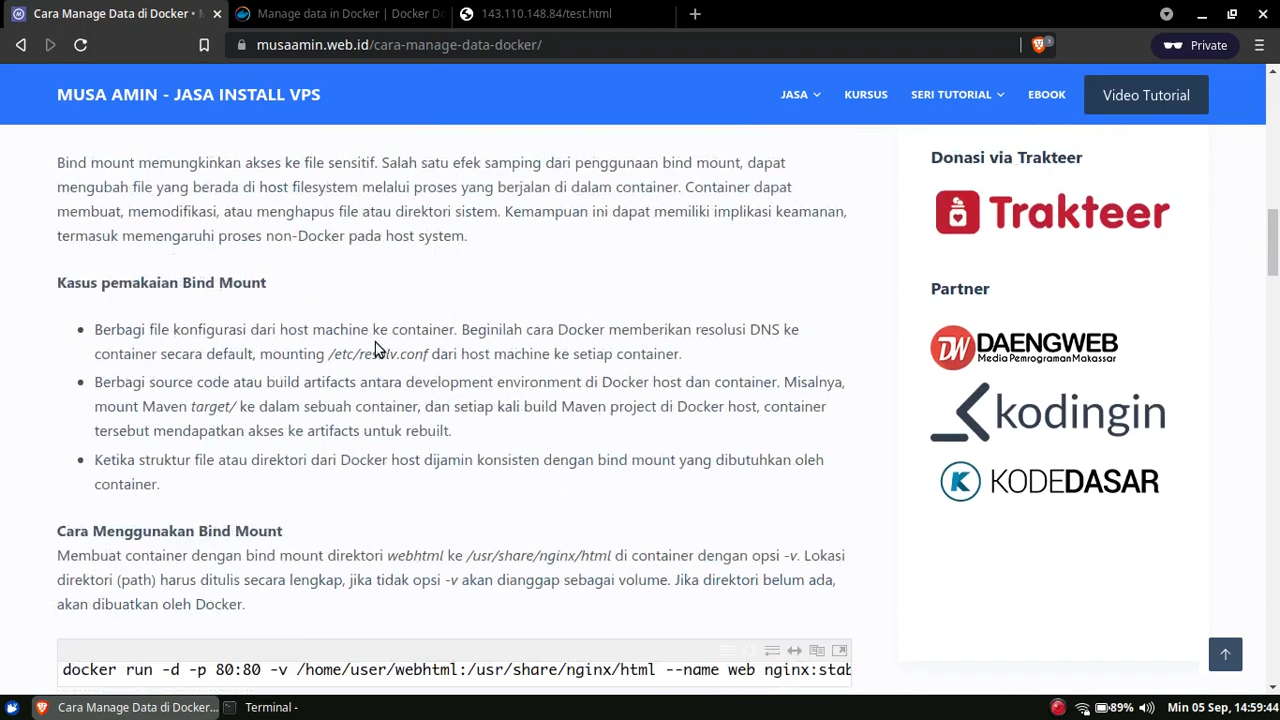 Cara Manage Data di Docker • M
Manage data in Docker | Docker Do
143.110.148.84/test.html
musaamin.web.id/cara-manage-data-docker/
3
Private
MUSA AMIN - JASA INSTALL VPS
JASA
KURSUS
SERI TUTORIAL
EBOOK
Video Tutorial
Bind mount memungkinkan akses ke file sensitif. Salah satu efek samping dari penggunaan bind mount, dapat
mengubah file yang berada di host filesystem melalui proses yang berjalan di dalam container. Container dapat
membuat, memodifikasi, atau menghapus file atau direktori sistem. Kemampuan ini dapat memiliki implikasi keamanan,
termasuk memengaruhi proses non-Docker pada host system.
Kasus pemakaian Bind Mount
• Berbagi file konfigurasi dari host machine ke container. Beginilah cara Docker memberikan resolusi DNS ke
container secara default, mounting /etc/resolv.conf dari host machine ke setiap container.
• Berbagi source code atau build artifacts antara development environment di Docker host dan container. Misalnya,
mount Maven target/ ke dalam sebuah container, dan setiap kali build Maven project di Docker host, container
tersebut mendapatkan akses ke artifacts untuk rebuilt.
• Ketika struktur file atau direktori dari Docker host dijamin konsisten dengan bind mount yang dibutuhkan oleh
container.
Cara Menggunakan Bind Mount
Membuat container dengan bind mount direktori webhtml ke /usr/share/nginx/html di container dengan opsi -v. Lokasi
direktori (path) harus ditulis secara lengkap, jika tidak opsi -v akan dianggap sebagai volume. Jika direktori belum ada,
akan dibuatkan oleh Docker.
docker run -d -p 80:80 -v /home/user/webhtml:/usr/share/nginx/html --name web nginx:stab
Donasi via Trakteer
Trakteer
Partner
DW DAENGWEB
Media Pemrograman Makassar
kodingin
K KODEDASAR
Cara Manage Data di Docker...
Terminal -
89%
Min 05 Sep, 14:59:44